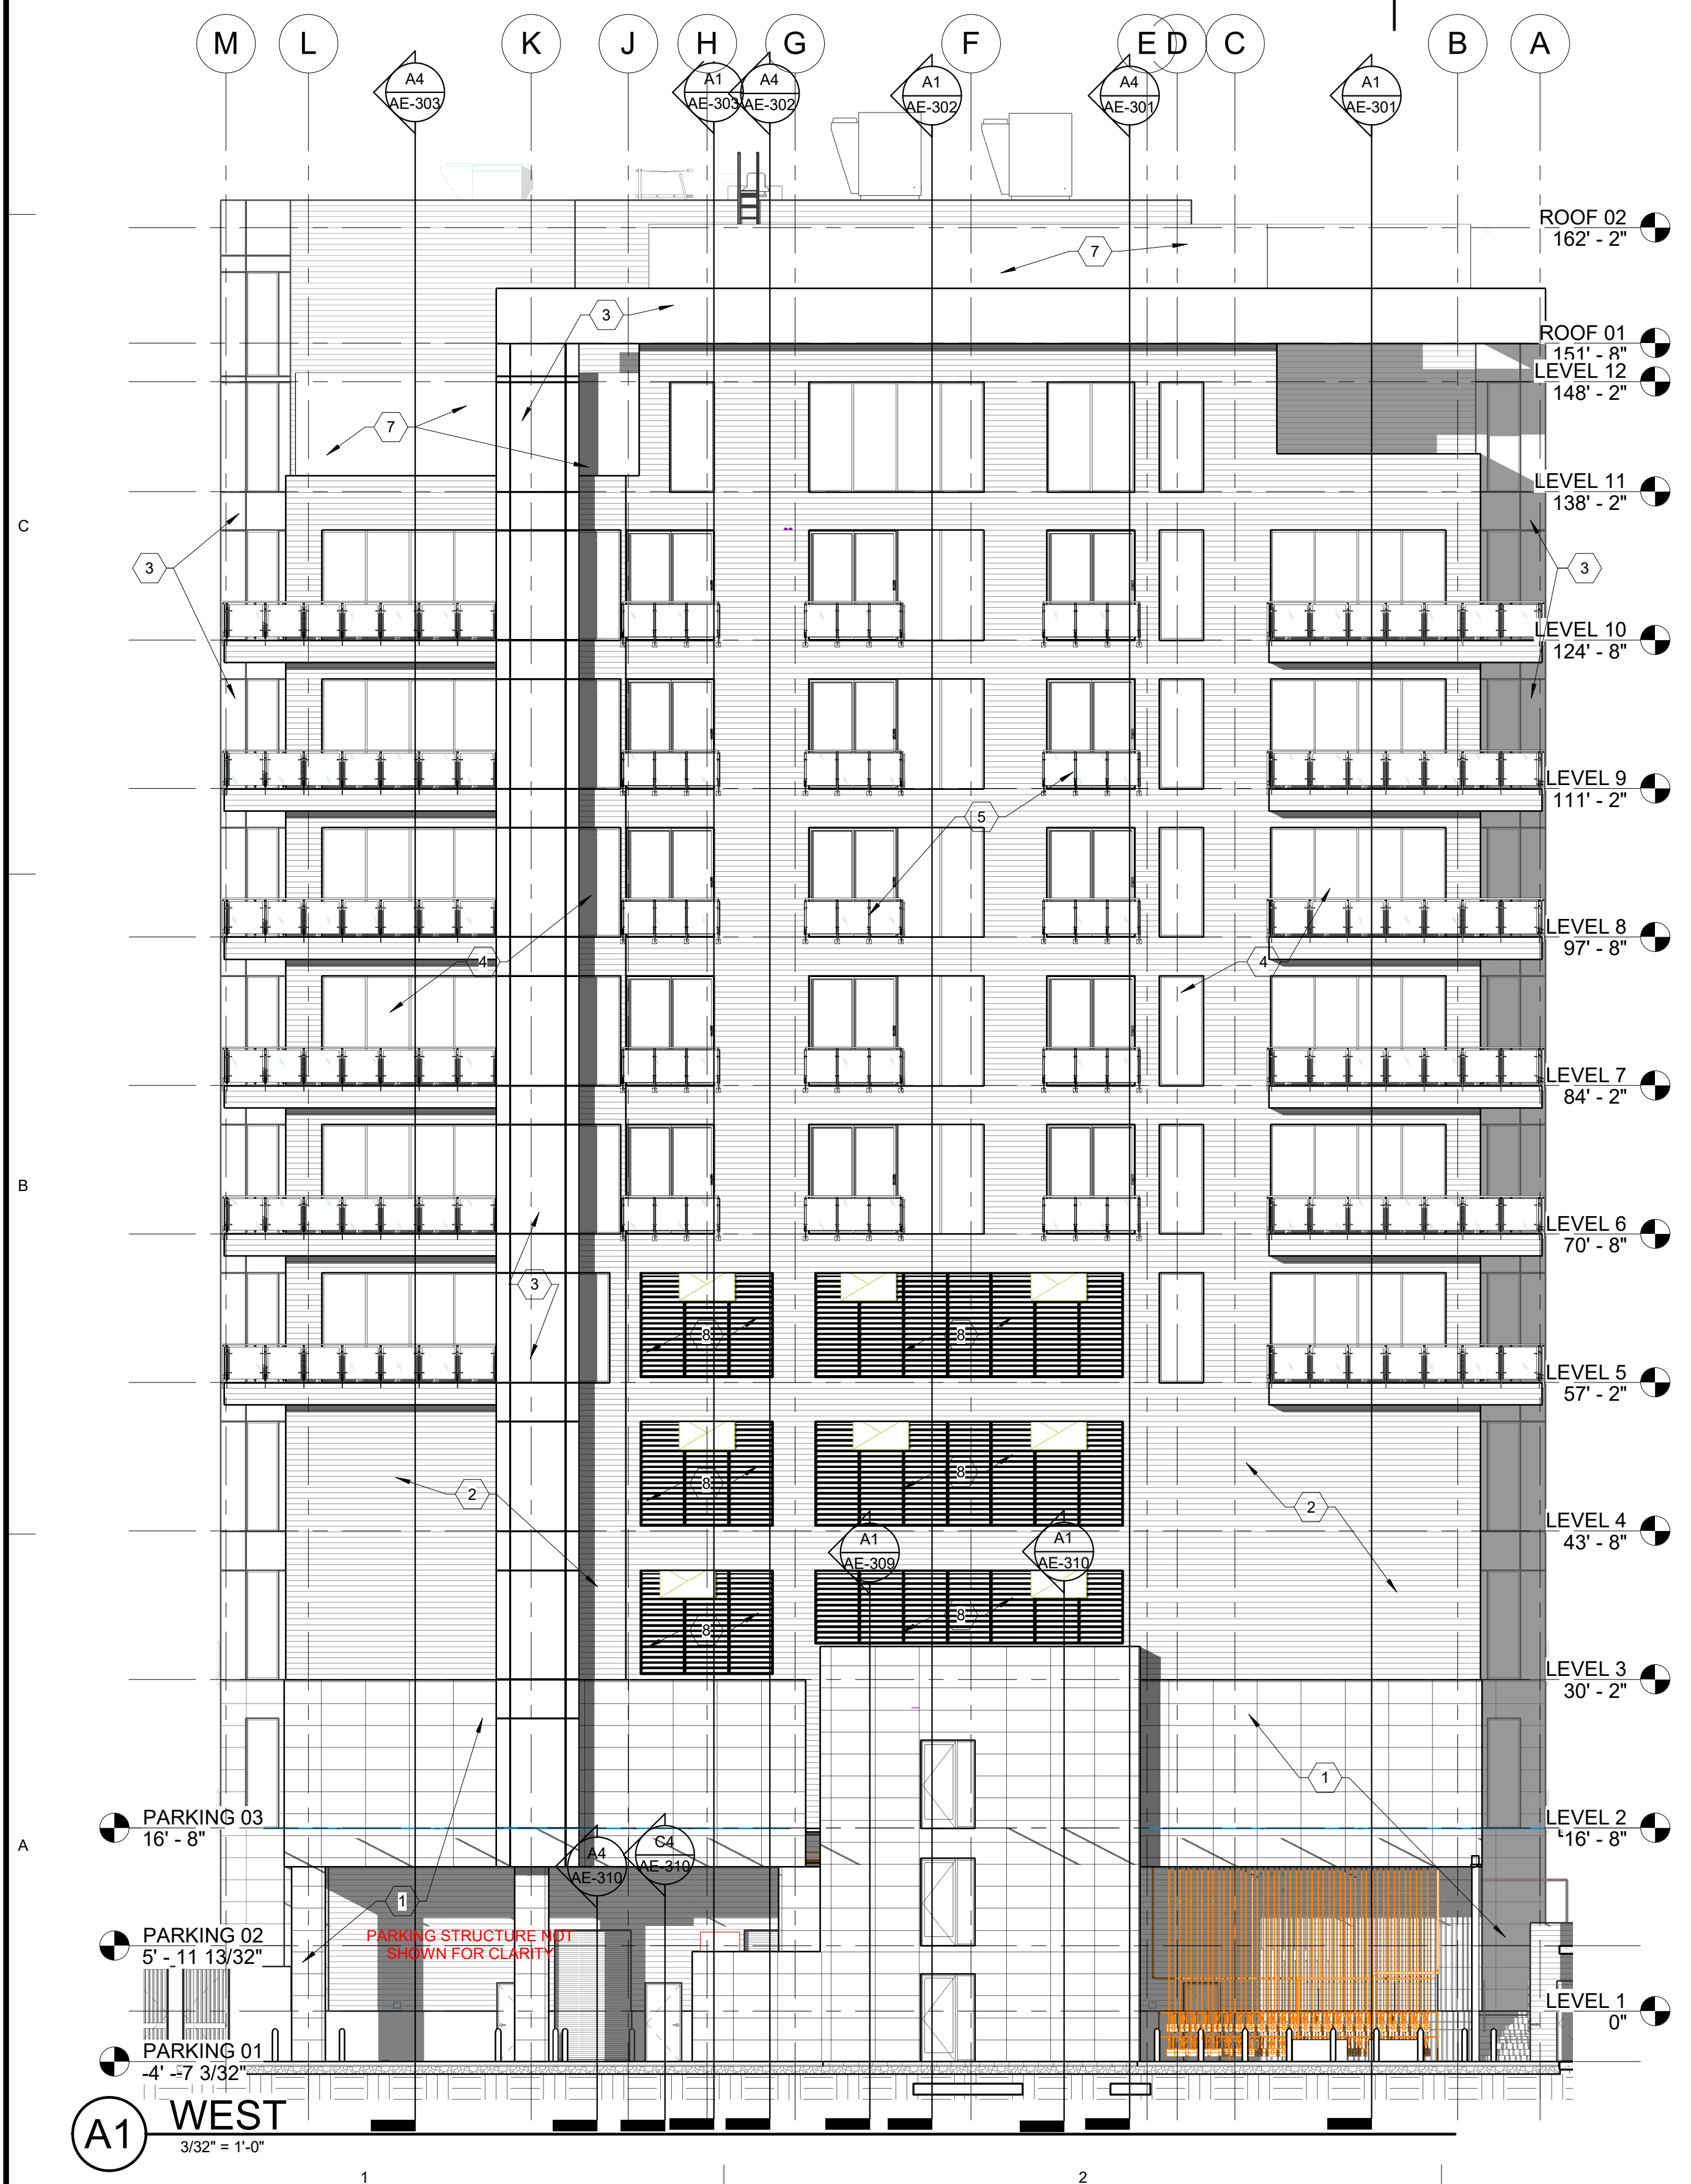 M L K J H G F E D C B A
A4
AE-303
A1
AE-303
A4
AE-302
A1
AE-302
A4
AE-301
A1
AE-301
ROOF 02
162' - 2"
7
3
ROOF 01
151' - 8"
LEVEL 12
148' - 2"
7
LEVEL 11
138' - 2"
C
3
3
LEVEL 10
124' - 8"
LEVEL 9
111' - 2"
5
LEVEL 8
97' - 8"
4
4
LEVEL 7
84' - 2"
B
LEVEL 6
70' - 8"
3
8
8
LEVEL 5
57' - 2"
8
8
2
2
LEVEL 4
43' - 8"
A1
AE-309
A1
AE-310
8
8
LEVEL 3
30' - 2"
1
PARKING 03
16' - 8"
LEVEL 2
16' - 8"
A
A4
AE-310
C4
AE-310
1
PARKING STRUCTURE NOT
SHOWN FOR CLARITY
PARKING 02
5' - 11 13/32"
LEVEL 1
0"
PARKING 01
-4' - 7 3/32"
A1
WEST
3/32" = 1'-0"
1
2